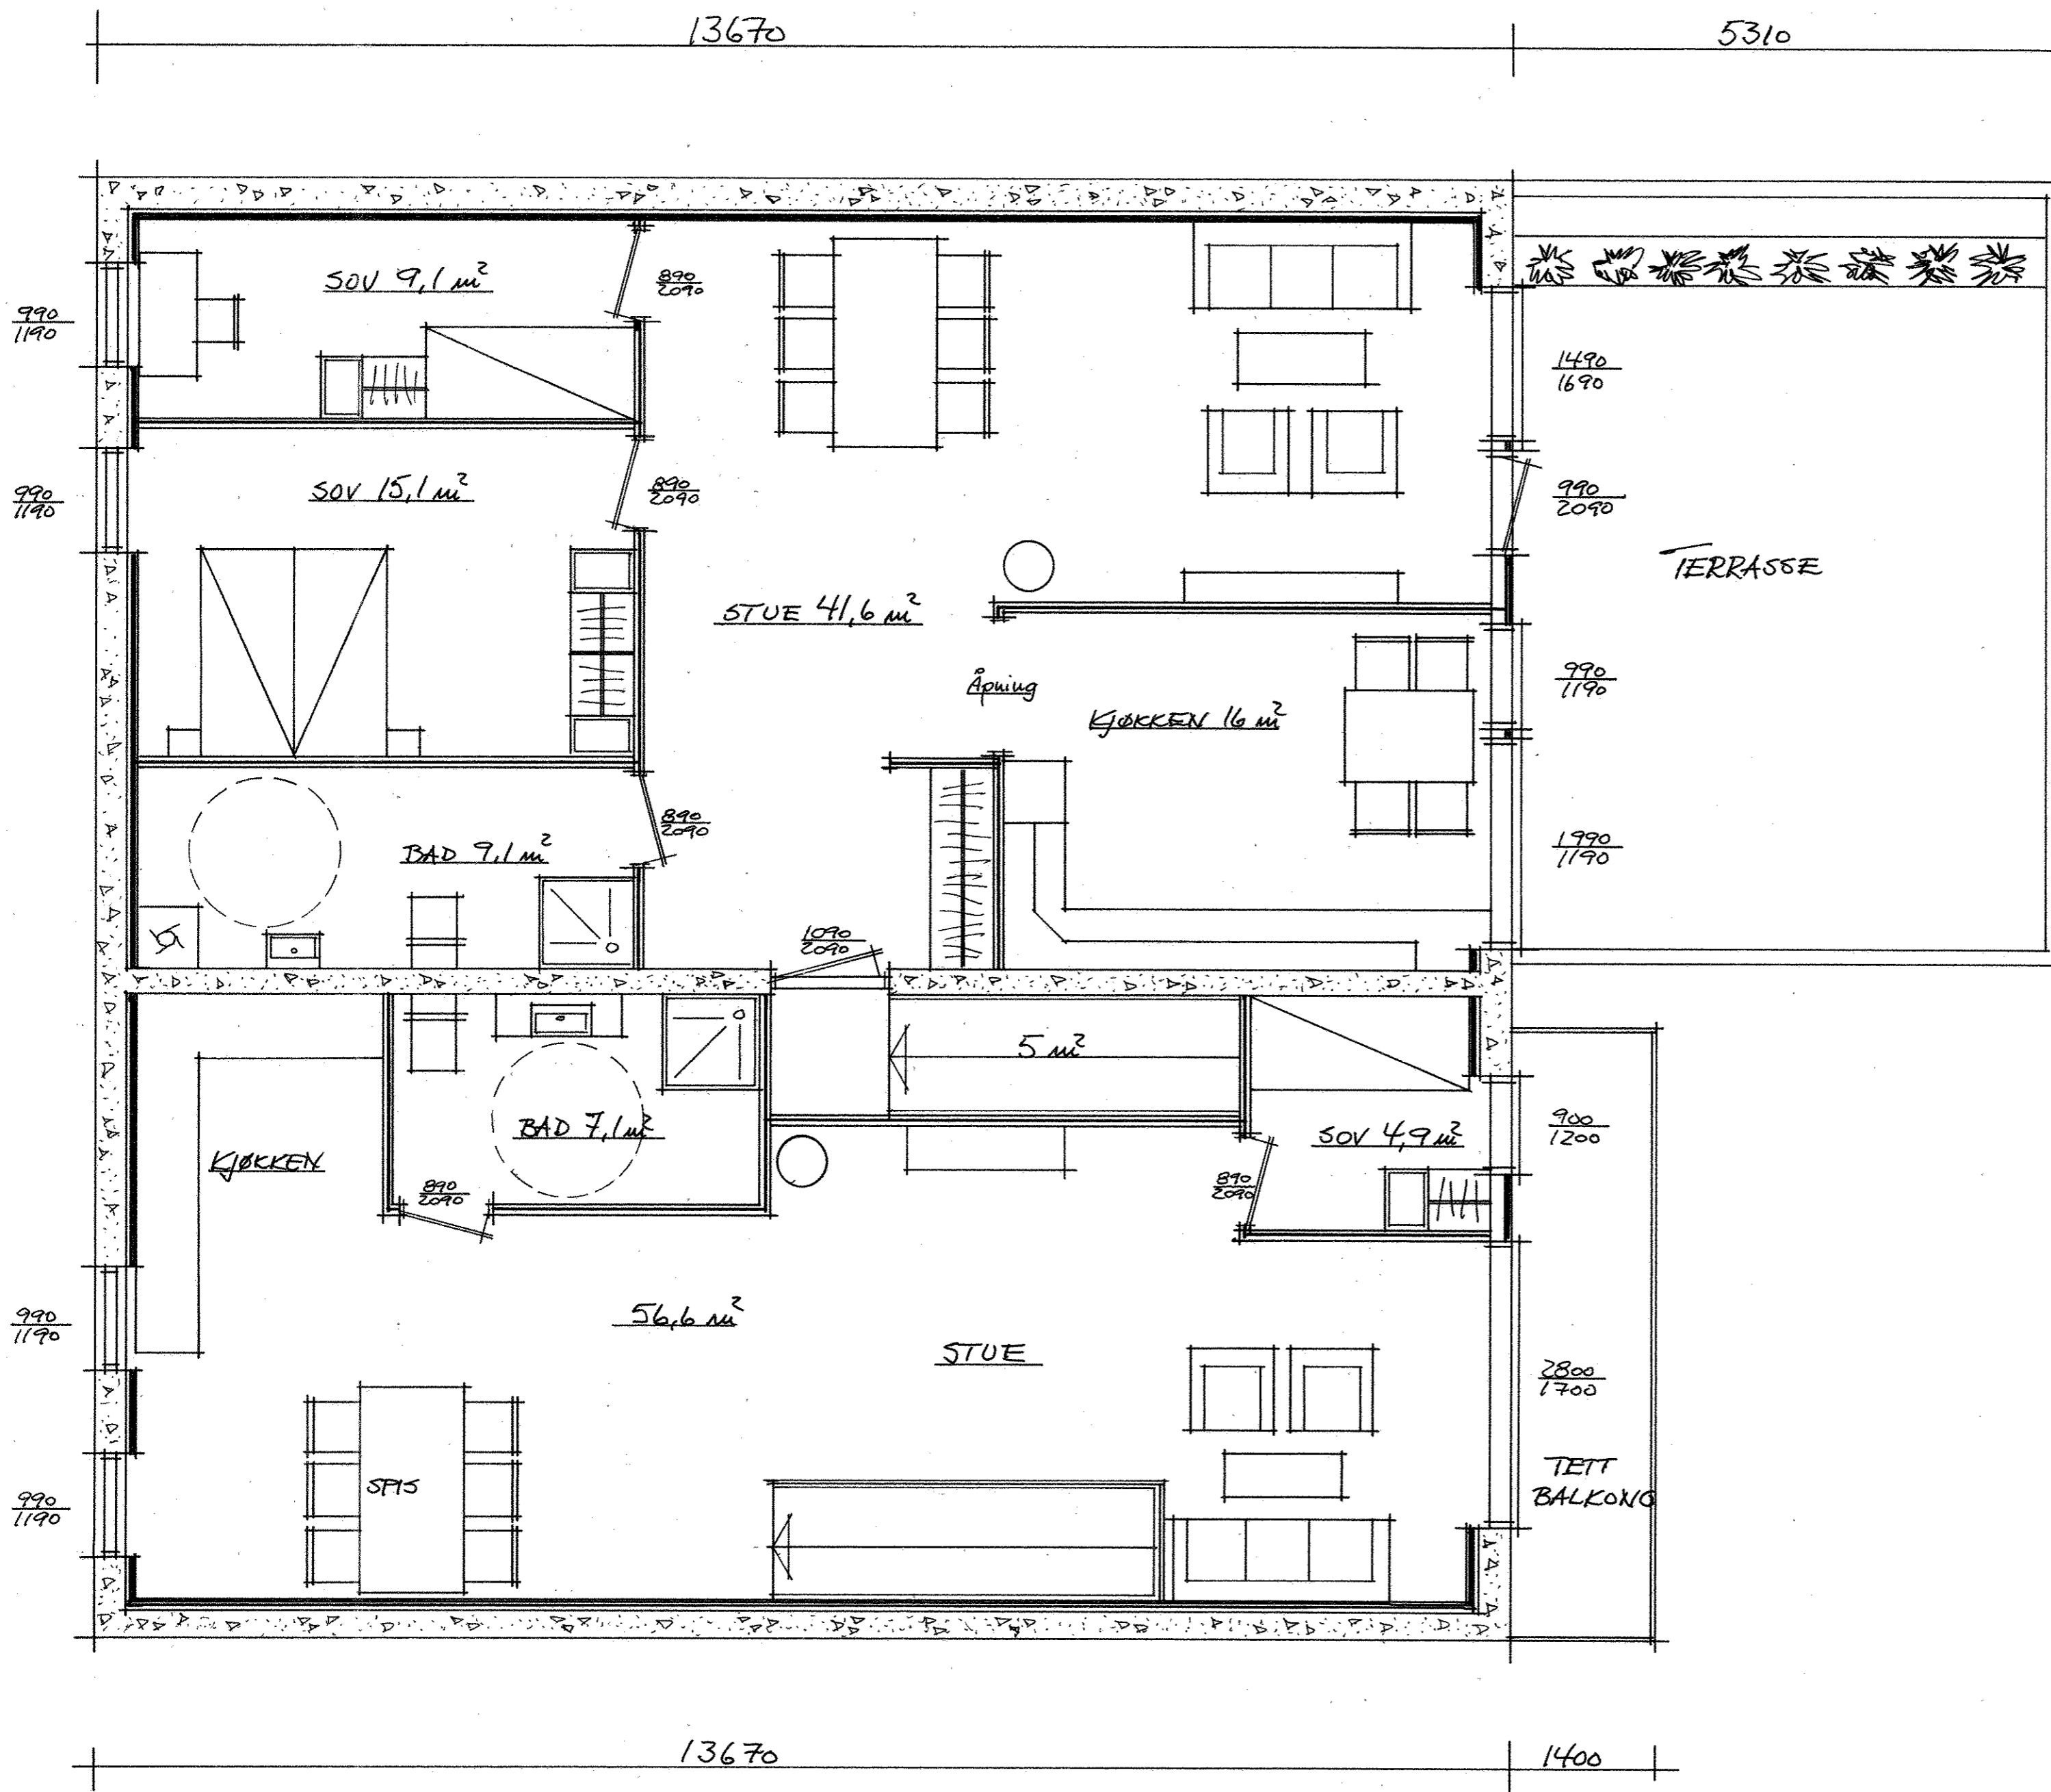 13670
5310
SOV 9,1 m²
890
2090
990
1190
1490
1690
SOV 15,1 m²
890
2090
990
1190
990
2090
TERRASSE
STUE 41,6 m²
Åpning
KJØKKEN 16 m²
990
1190
BAD 9,1 m²
890
2090
1990
1190
1090
2090
5 m²
BAD 7,1 m²
KJØKKEN
890
2090
SOV 4,9 m²
890
2090
900
1200
56,6 m²
STUE
990
1190
2800
1700
SPIS
990
1190
TETT
BALKONG
13670
1400